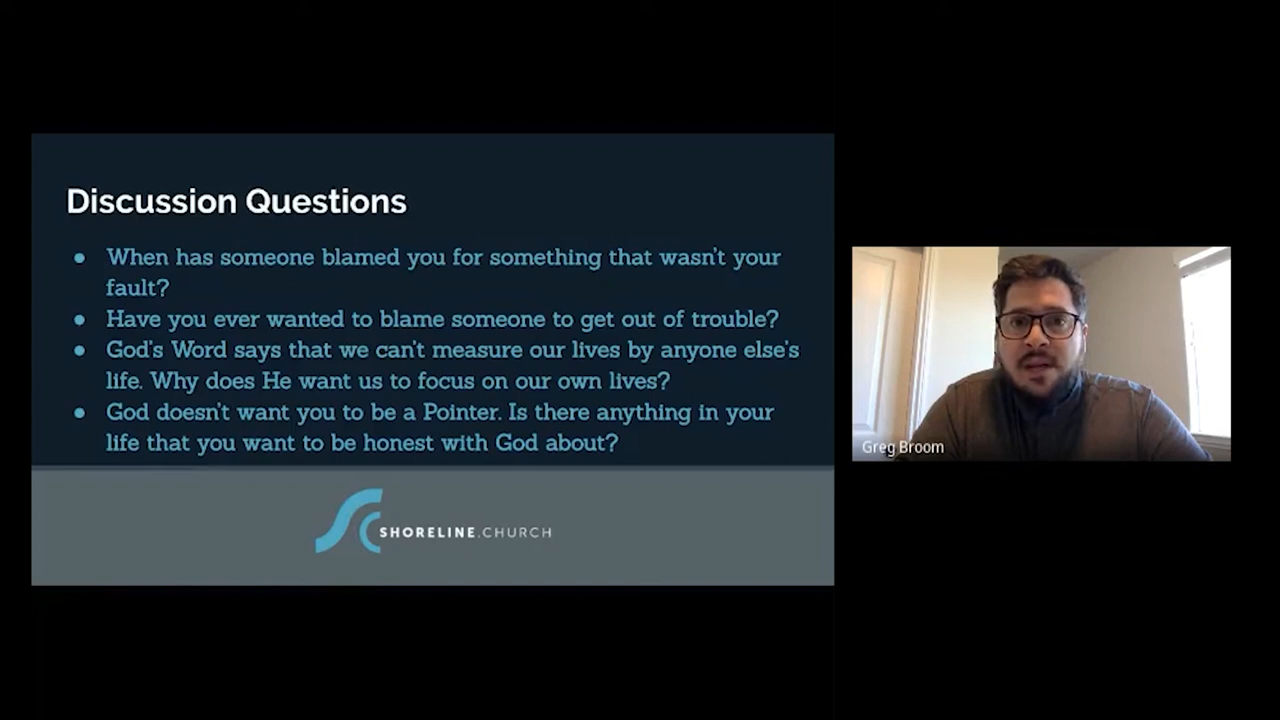 Discussion Questions
● When has someone blamed you for something that wasn't your
fault?
● Have you ever wanted to blame someone to get out of trouble?
● God's Word says that we can't measure our lives by anyone else's
life. Why does He want us to focus on our own lives?
● God doesn't want you to be a Pointer. Is there anything in your
life that you want to be honest with God about?
SHORELINE.CHURCH
Greg Broom